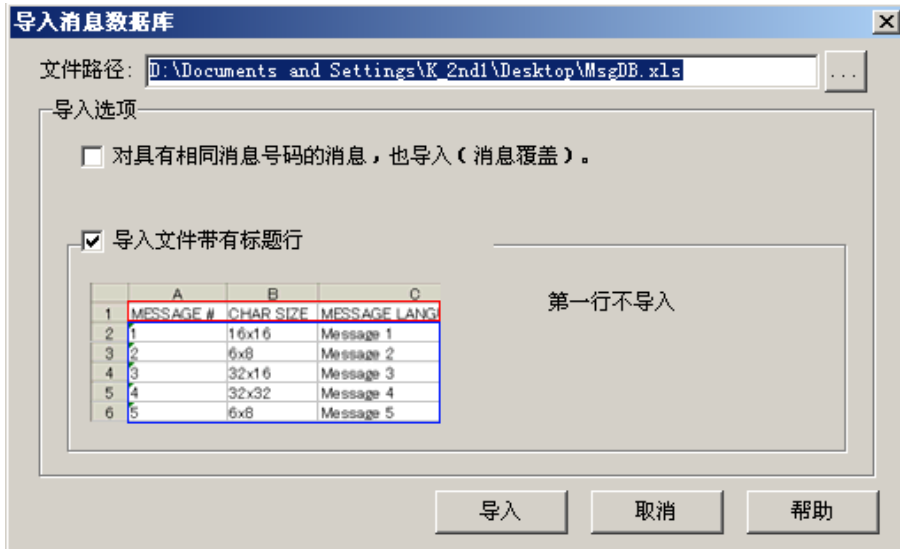 导入消息数据库
文件路径: D:\Documents and Settings\K_2nd1\Desktop\MsgDB.xls ...
导入选项
对具有相同消息号码的消息，也导入（消息覆盖）。
导入文件带有标题行
A B C
1 MESSAGE # CHAR SIZE MESSAGE LANG
2 1 16x16 Message 1
3 2 6x8 Message 2
4 3 32x16 Message 3
5 4 32x32 Message 4
6 5 6x8 Message 5
第一行不导入
导入 取消 帮助